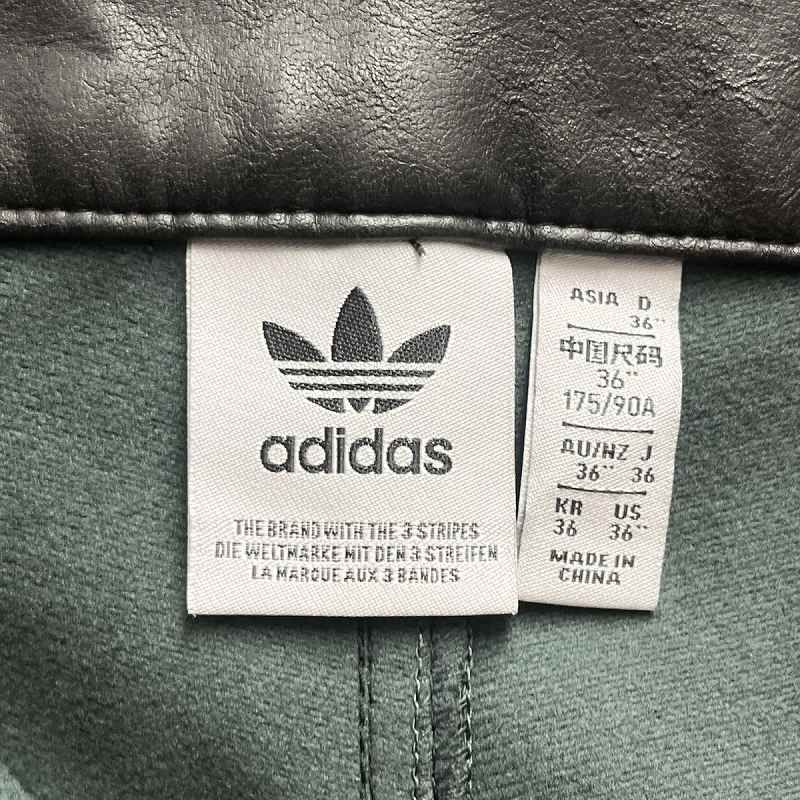 adidas
THE BRAND WITH THE 3 STRIPES
DIE WELTMARKE MIT DEN 3 STREIFEN
LA MARQUE AUX 3 BANDES
ASIA D
36"
中国尺码
36"
175/90A
AU/NZ J
36" 36
KR US
36 36"
MADE IN
CHINA